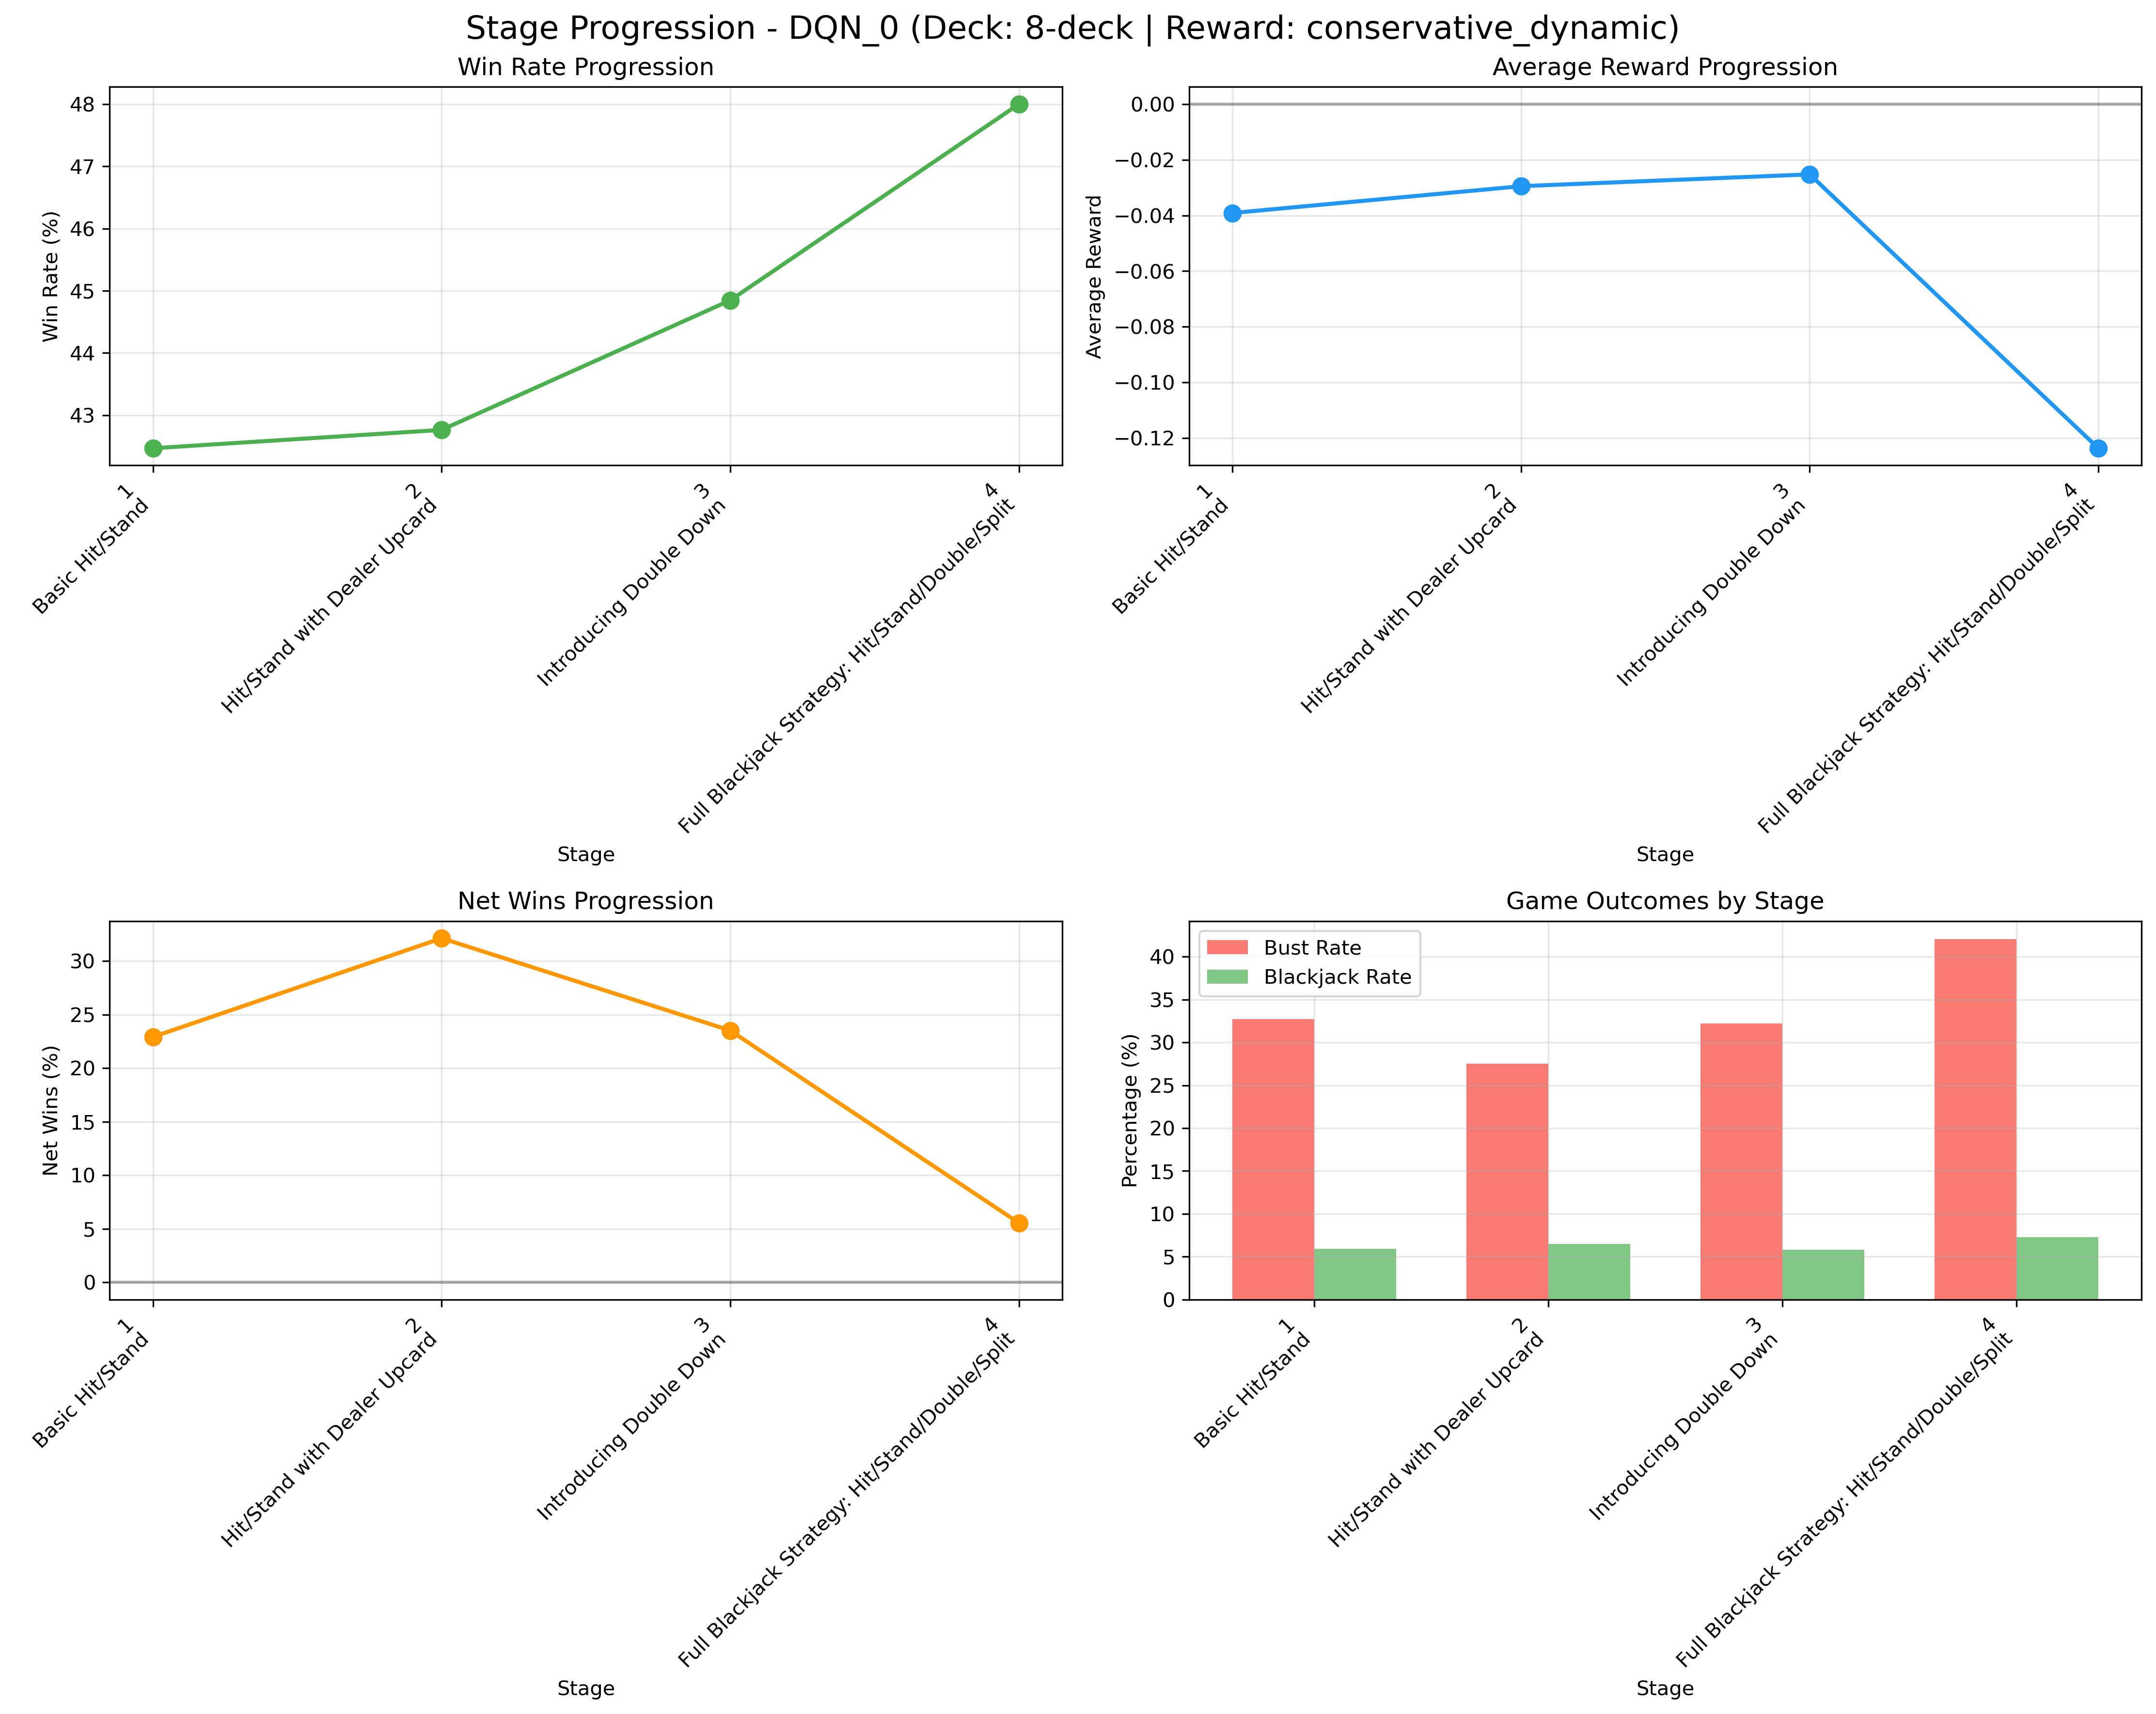 Stage Progression - DQN_0 (Deck: 8-deck | Reward: conservative_dynamic)
Win Rate Progression
Win Rate (%)
48
47
46
45
44
43
1
Basic Hit/Stand
2
Hit/Stand with Dealer Upcard
3
Introducing Double Down
4
Full Blackjack Strategy: Hit/Stand/Double/Split
Stage
Average Reward Progression
Average Reward
0.00
−0.02
−0.04
−0.06
−0.08
−0.10
−0.12
1
Basic Hit/Stand
2
Hit/Stand with Dealer Upcard
3
Introducing Double Down
4
Full Blackjack Strategy: Hit/Stand/Double/Split
Stage
Net Wins Progression
Net Wins (%)
30
25
20
15
10
5
0
1
Basic Hit/Stand
2
Hit/Stand with Dealer Upcard
3
Introducing Double Down
4
Full Blackjack Strategy: Hit/Stand/Double/Split
Stage
Game Outcomes by Stage
Bust Rate
Blackjack Rate
Percentage (%)
40
35
30
25
20
15
10
5
0
1
Basic Hit/Stand
2
Hit/Stand with Dealer Upcard
3
Introducing Double Down
4
Full Blackjack Strategy: Hit/Stand/Double/Split
Stage